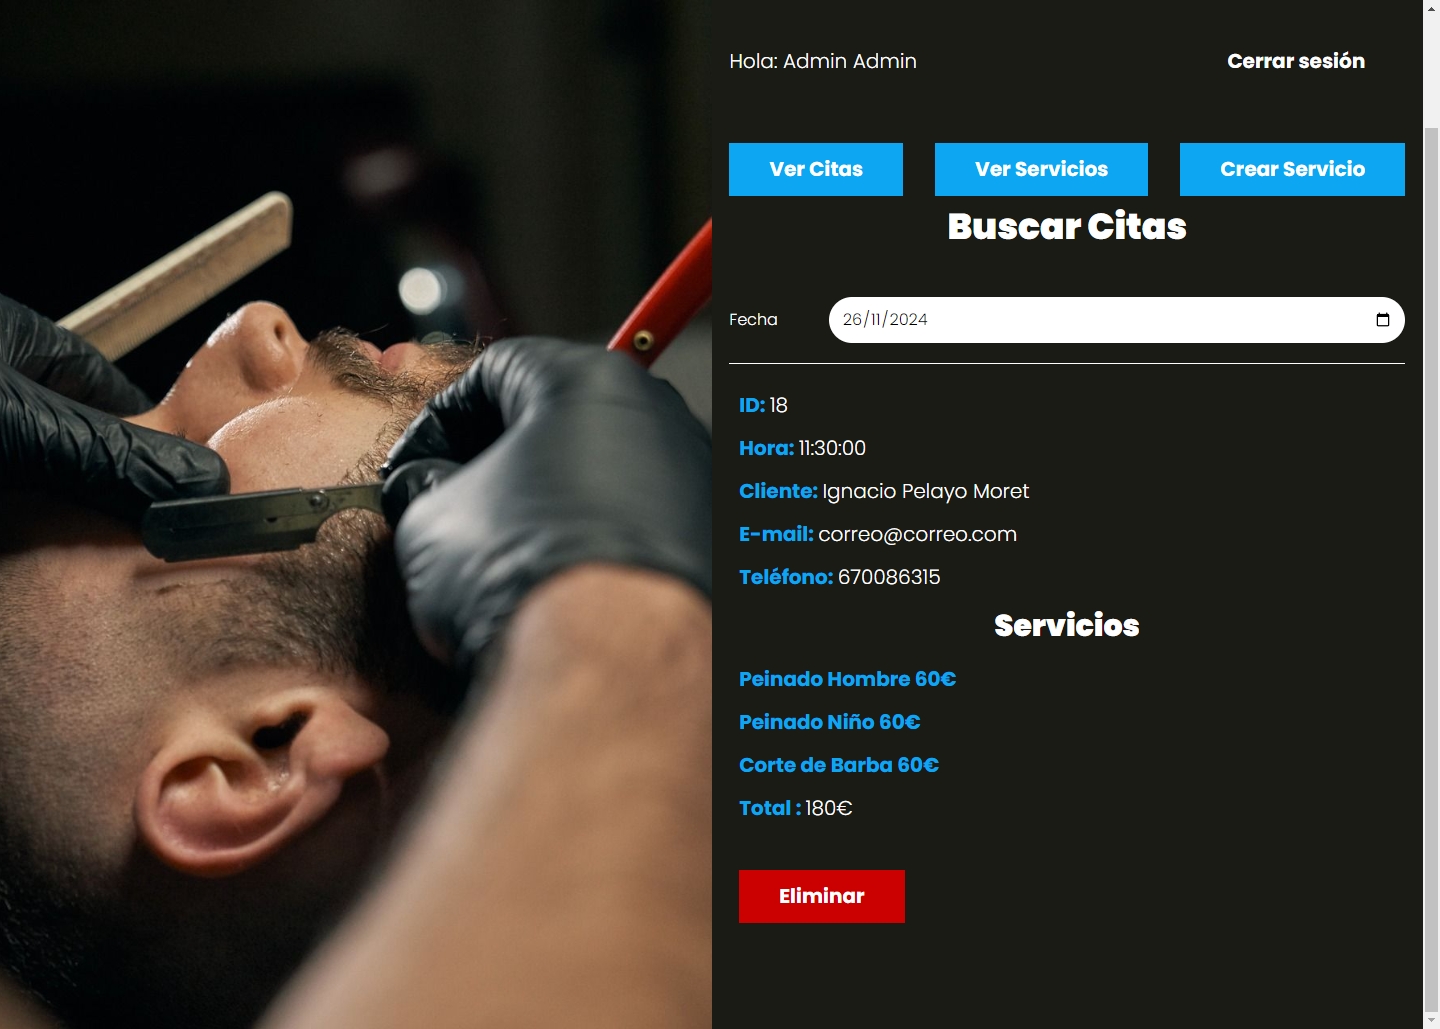 Hola: Admin Admin
Cerrar sesión
Ver Citas
Ver Servicios
Crear Servicio
Buscar Citas
Fecha
26/11/2024
ID: 18
Hora: 11:30:00
Cliente: Ignacio Pelayo Moret
E-mail: correo@correo.com
Teléfono: 670086315
Servicios
Peinado Hombre 60€
Peinado Niño 60€
Corte de Barba 60€
Total : 180€
Eliminar